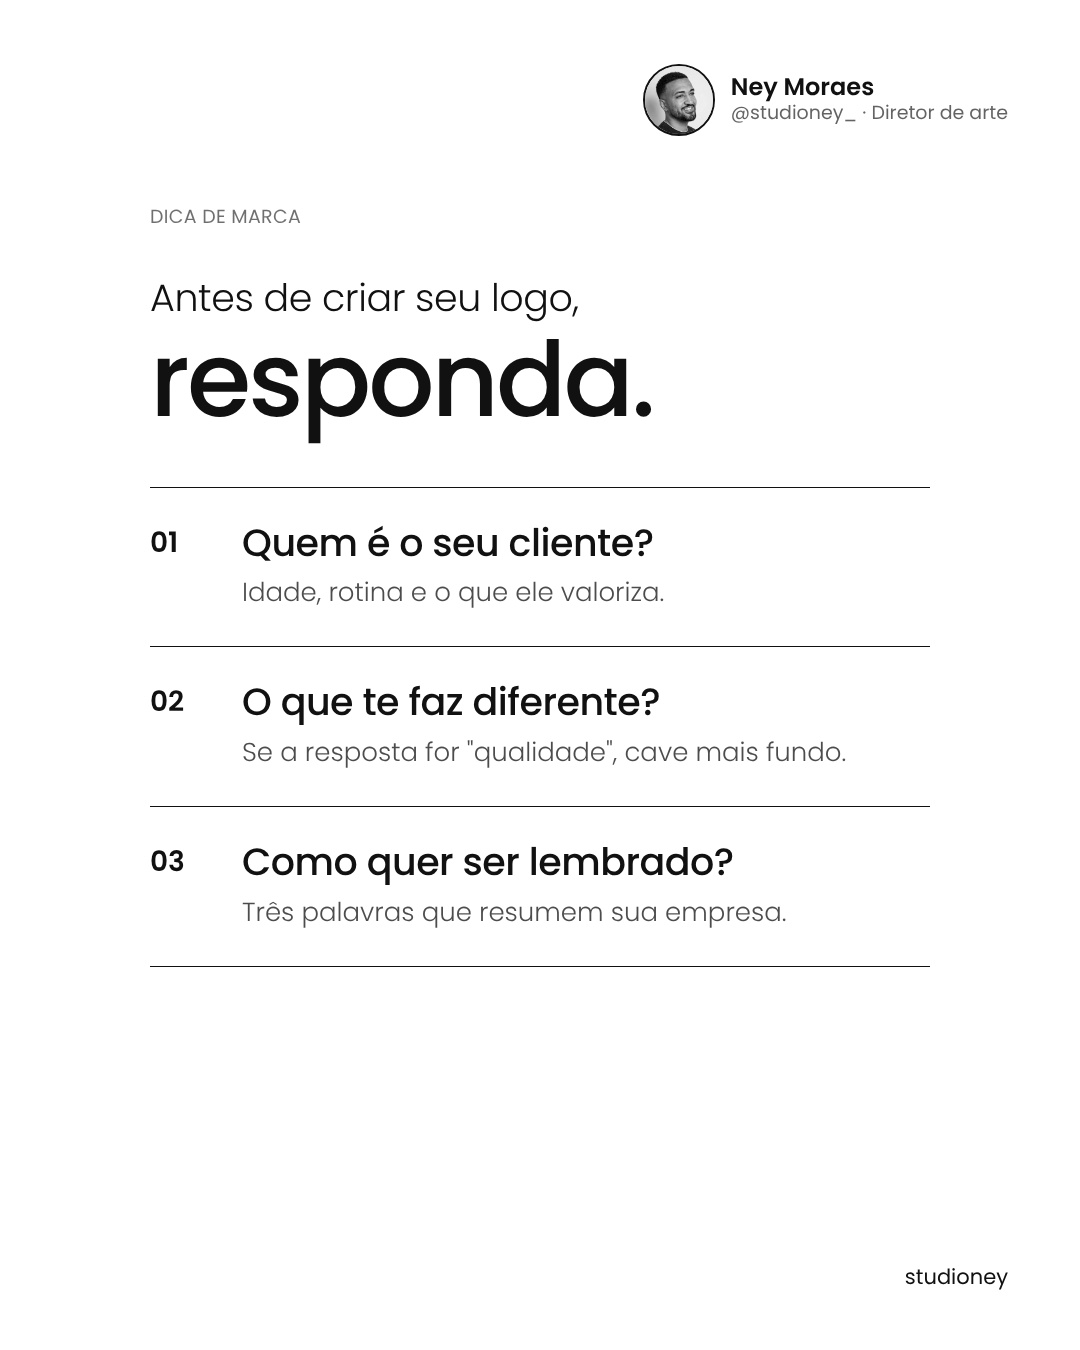 Ney Moraes
@studioney_ · Diretor de arte
DICA DE MARCA
Antes de criar seu logo,
responda.
01 Quem é o seu cliente?
Idade, rotina e o que ele valoriza.
02 O que te faz diferente?
Se a resposta for "qualidade", cave mais fundo.
03 Como quer ser lembrado?
Três palavras que resumem sua empresa.
studioney